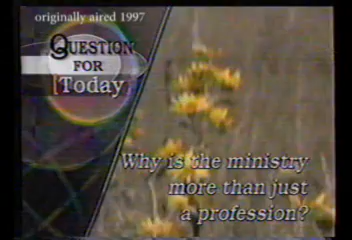 originally aired 1997
QUESTION
FOR
Today
Why is the ministry
more than just
a profession?